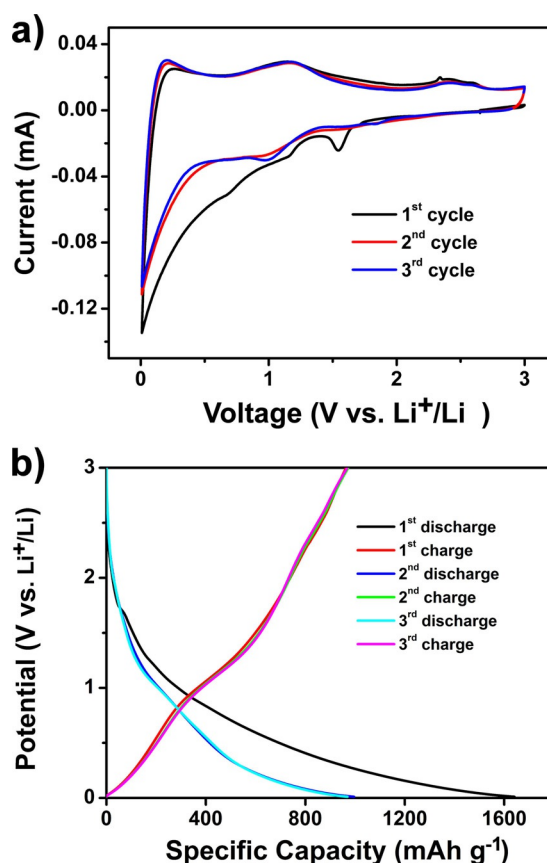 a)
0.04
0.00
-0.04
-0.08
-0.12
Current (mA)
1st cycle
2nd cycle
3rd cycle
0 1 2 3
Voltage (V vs. Li+/Li )
b)
3
2
1
0
Potential (V vs. Li+/Li)
1st discharge
1st charge
2nd discharge
2nd charge
3rd discharge
3rd charge
0 400 800 1200 1600
Specific Capacity (mAh g-1)